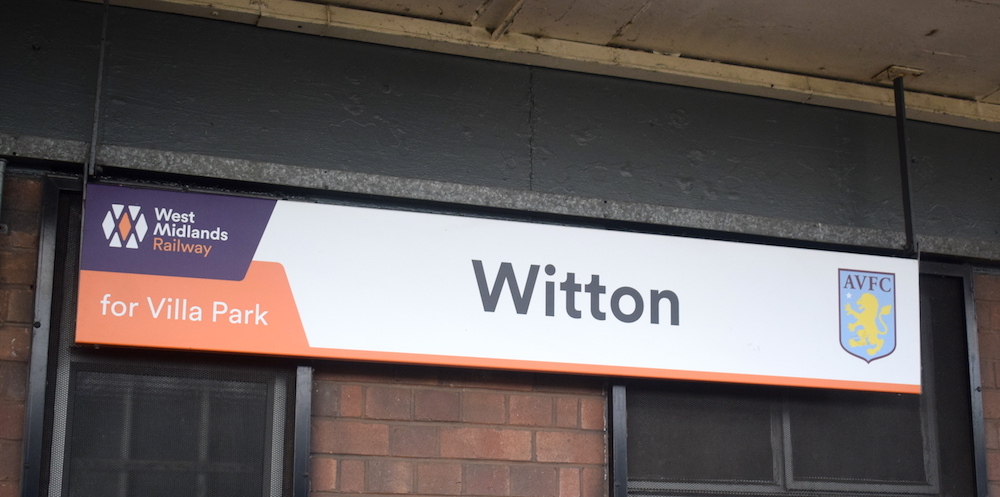 West
Midlands
Railway
for Villa Park
Witton
AVFC